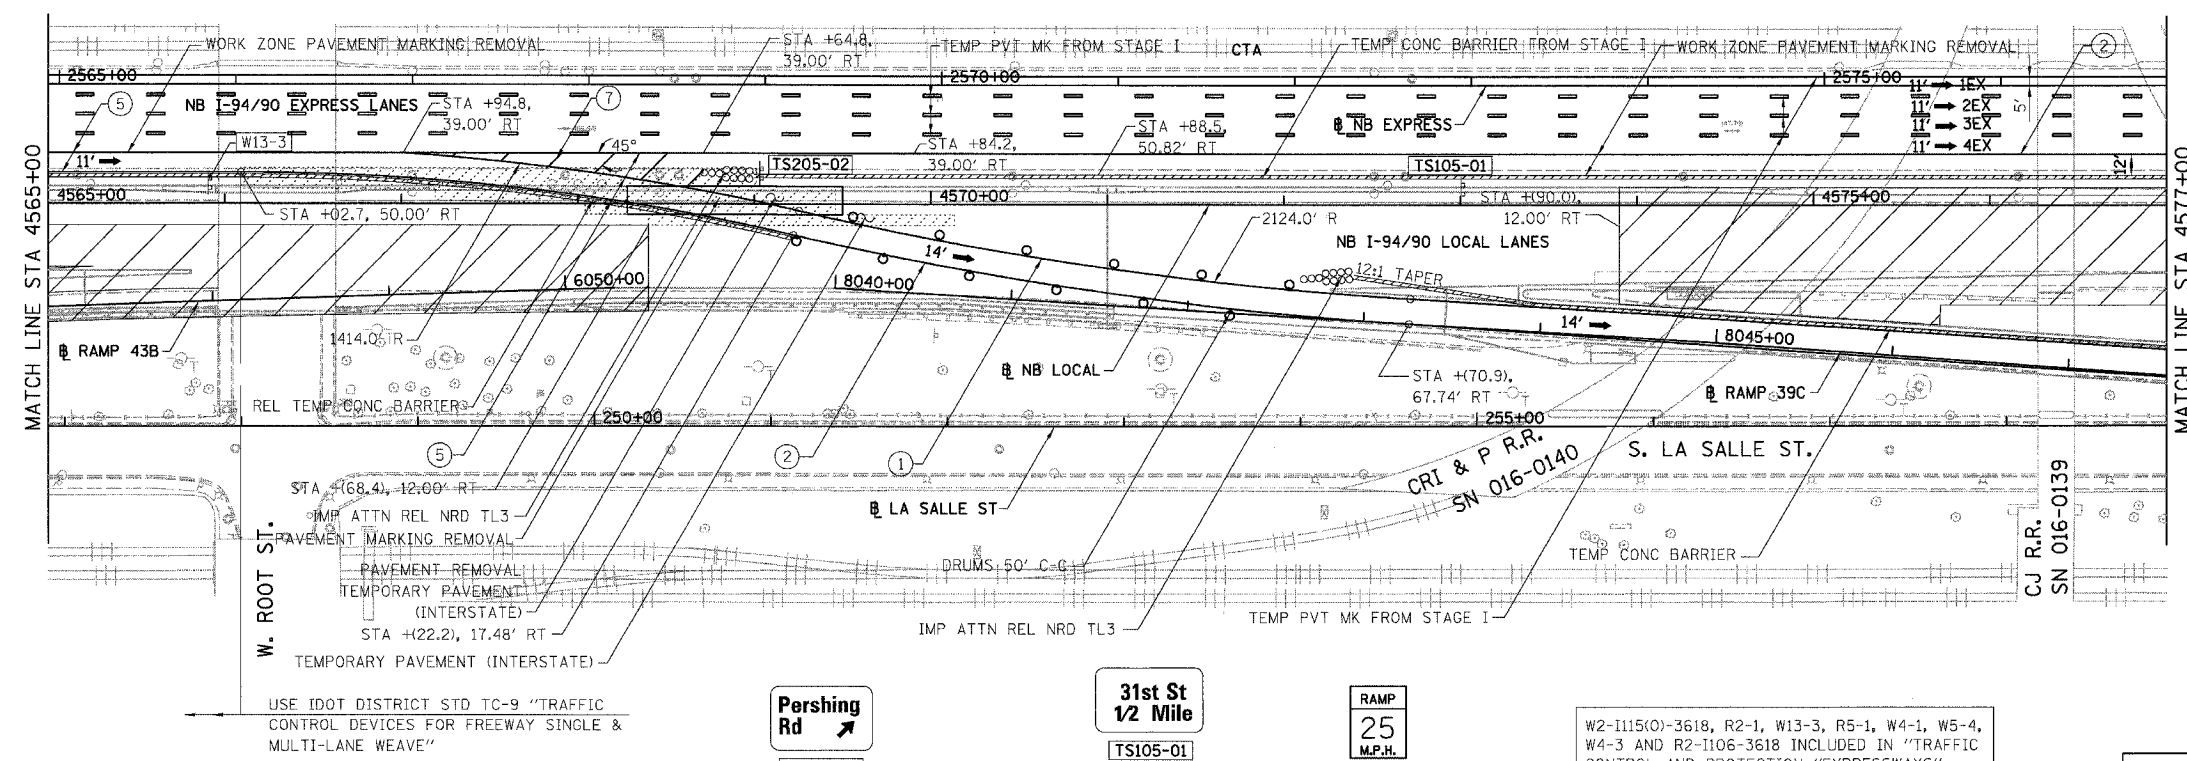 WORK ZONE PAVEMENT MARKING REMOVAL
STA +64.8,
39.00' RT
TEMP PVT MK FROM STAGE I
CTA
TEMP CONC BARRIER FROM STAGE I
WORK ZONE PAVEMENT MARKING REMOVAL
2
2565+00
2570+00
2575+00
5
NB I-94/90 EXPRESS LANES
STA +94.8,
39.00' RT
7
11' 1EX
11' 2EX
11' 3EX
11' 4EX
5'
℄ NB EXPRESS
W13-3
11'
45°
TS205-02
STA +84.2,
39.00' RT
STA +88.5,
50.82' RT
TS105-01
12'
4565+00
STA +02.7, 50.00' RT
4570+00
2124.0' R
STA +(90.0),
12.00' RT
4575+00
NB I-94/90 LOCAL LANES
14'
12:1 TAPER
6050+00
8040+00
14'
8045+00
MATCH LINE STA 4565+00
MATCH LINE STA 4577+00
℄ RAMP 43B
1414.0' R
℄ NB LOCAL
STA +(70.9),
67.74' RT
℄ RAMP 39C
REL TEMP CONC BARRIER
250+00
255+00
5
2
1
CRI & P R.R.
SN 016-0140
S. LA SALLE ST.
STA +(68.4), 12.00' RT
℄ LA SALLE ST
IMP ATTN REL NRD TL3
PAVEMENT MARKING REMOVAL
PAVEMENT REMOVAL
TEMPORARY PAVEMENT
(INTERSTATE)
STA +(22.2), 17.48' RT
TEMPORARY PAVEMENT (INTERSTATE)
DRUMS 50' C-C
TEMP CONC BARRIER
IMP ATTN REL NRD TL3
TEMP PVT MK FROM STAGE I
W. ROOT ST.
CJ R.R.
SN 016-0139
USE IDOT DISTRICT STD TC-9 "TRAFFIC
CONTROL DEVICES FOR FREEWAY SINGLE &
MULTI-LANE WEAVE"
Pershing
Rd
31st St
1/2 Mile
TS105-01
RAMP
25
M.P.H.
W2-I115(O)-3618, R2-1, W13-3, R5-1, W4-1, W5-4,
W4-3 AND R2-I106-3618 INCLUDED IN "TRAFFIC
CONTROL AND PROTECTION "EXPRESSWAYS"